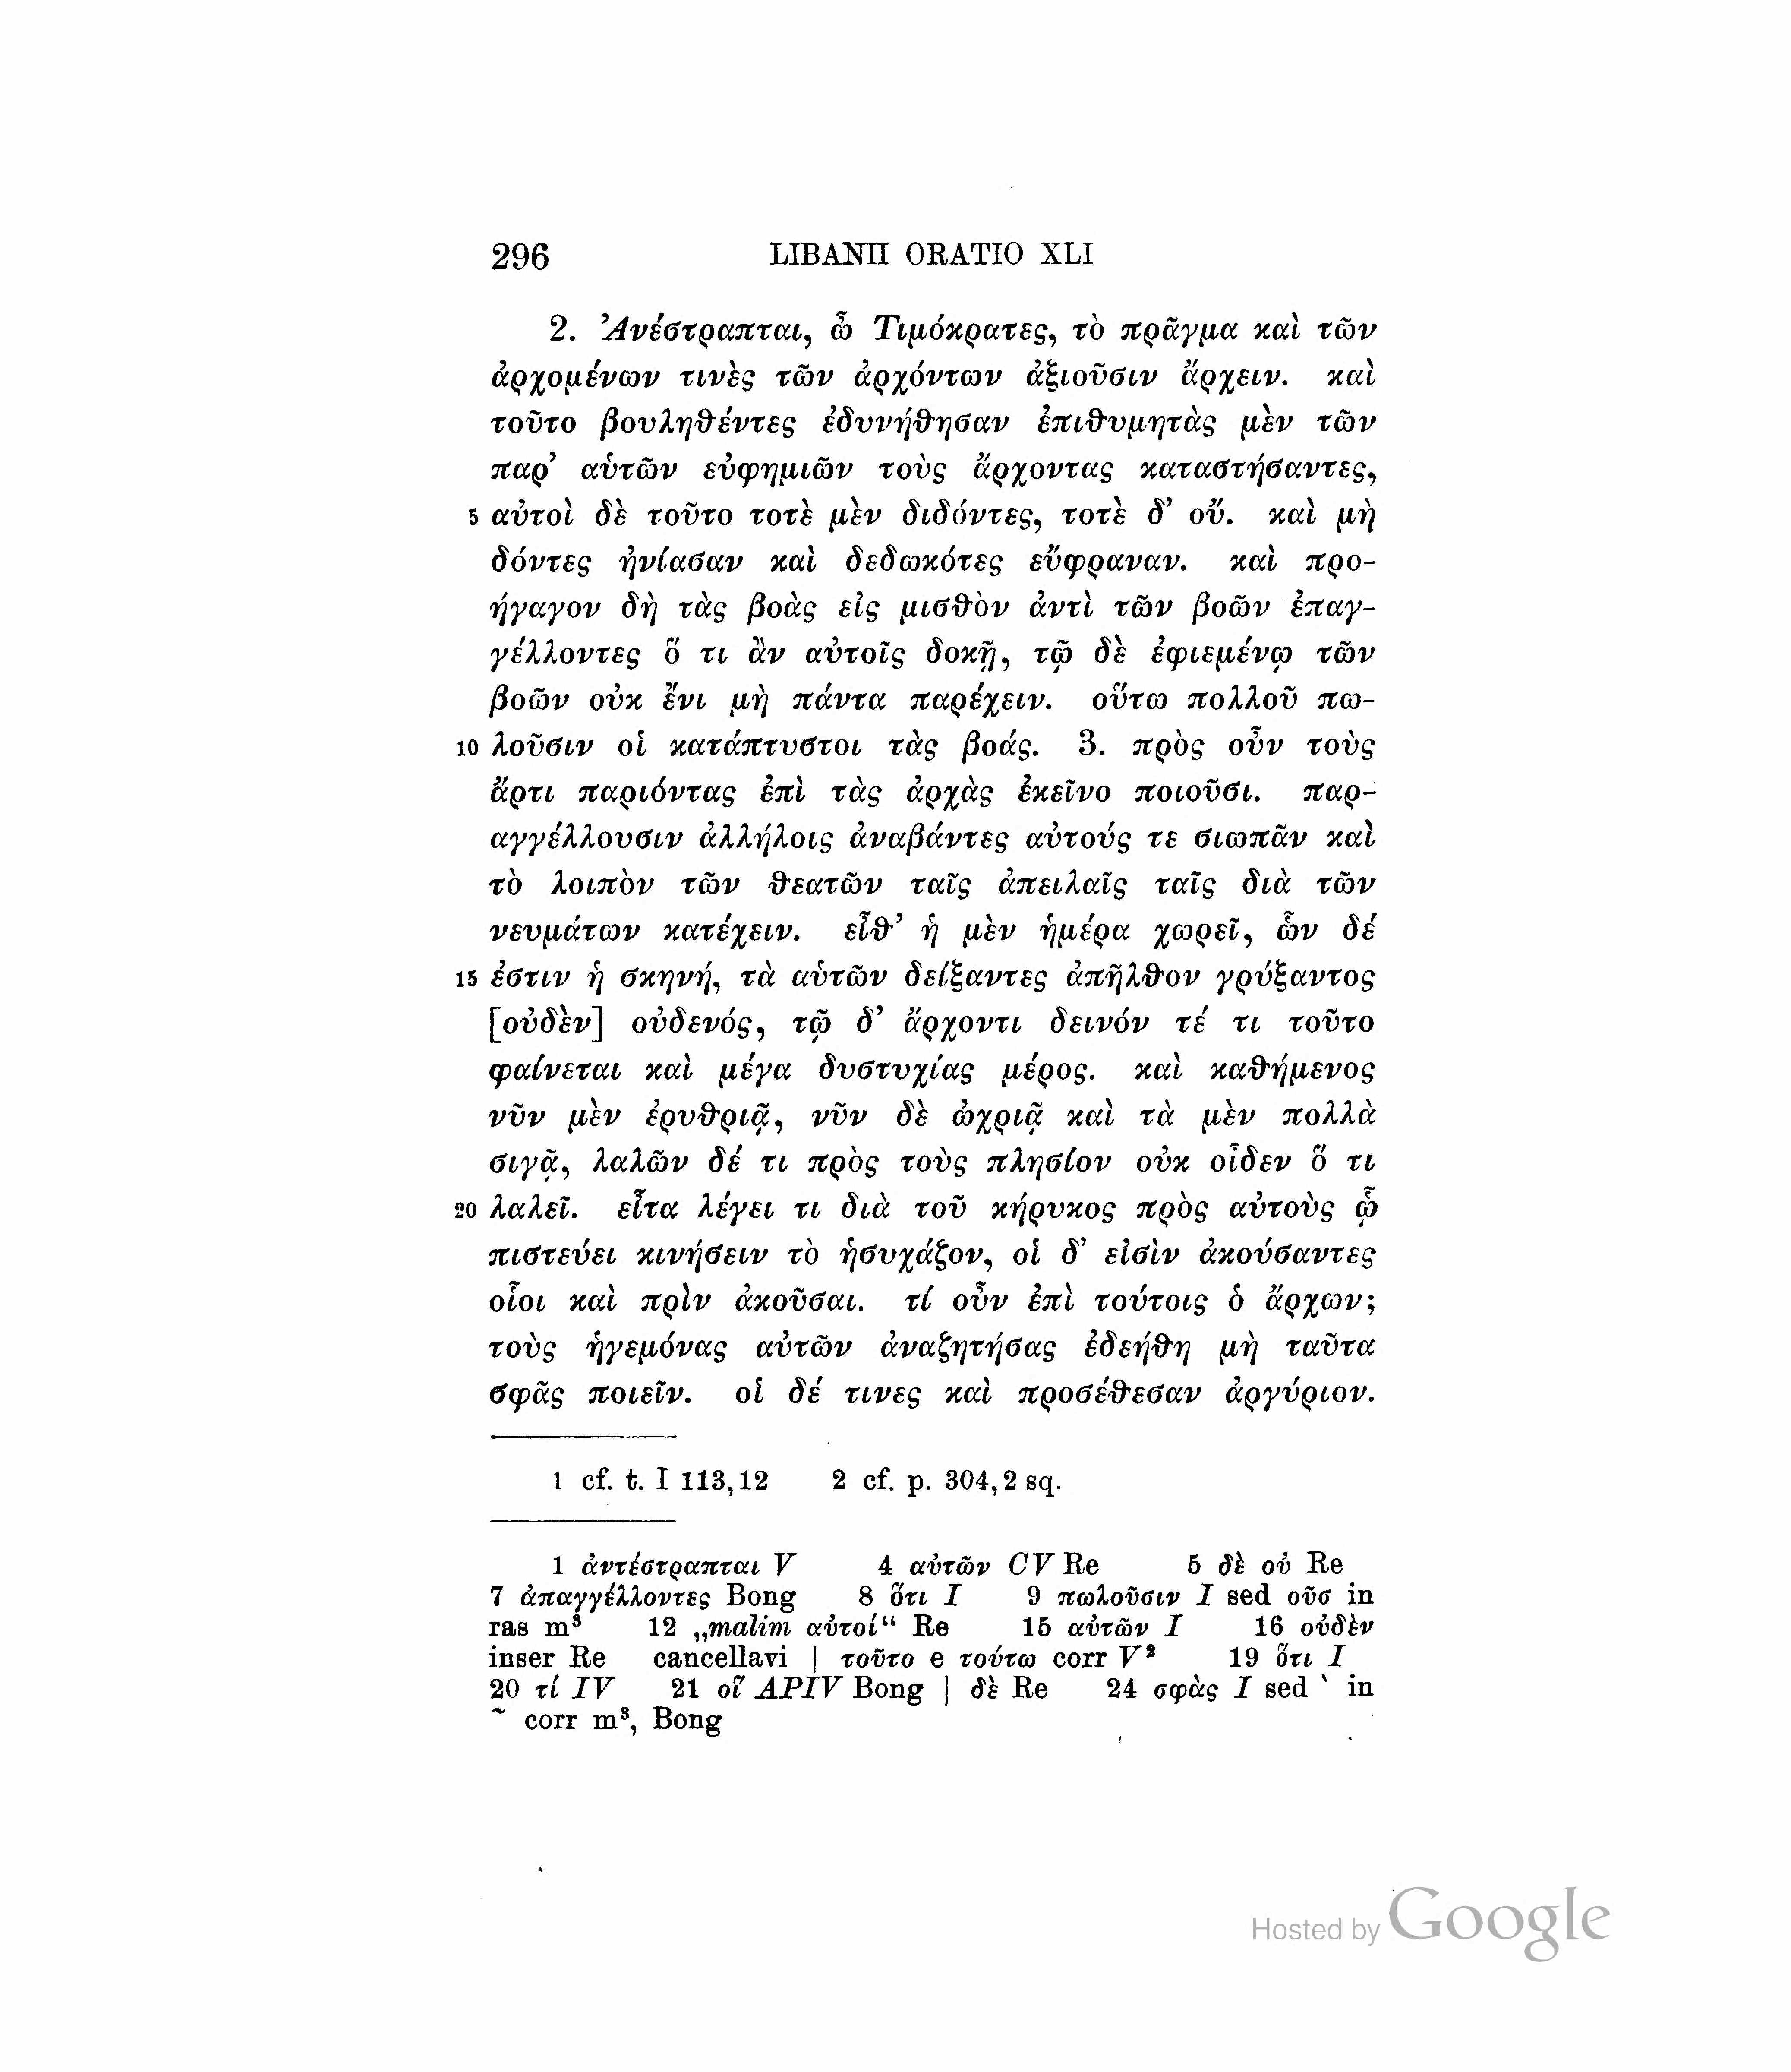 296 LIBANII ORATIO XLI
2. Ἀνέστραπται, ὦ Τιμόκρατες, τὸ πρᾶγμα καὶ τῶν
ἀρχομένων τινὲς τῶν ἀρχόντων ἀξιοῦσιν ἄρχειν. καὶ
τοῦτο βουληθέντες ἐδυνήθησαν ἐπιθυμητὰς μὲν τῶν
παρ’ αὑτῶν εὐφημιῶν τοὺς ἄρχοντας καταστήσαντες,
5 αὐτοὶ δὲ τοῦτο τοτὲ μὲν διδόντες, τοτὲ δ’ οὔ. καὶ μὴ
δόντες ἠνίασαν καὶ δεδωκότες εὔφραναν. καὶ προ-
ήγαγον δὴ τὰς βοὰς εἰς μισθὸν ἀντὶ τῶν βοῶν ἐπαγ-
γέλλοντες ὅ τι ἂν αὐτοῖς δοκῇ, τῷ δὲ ἐφιεμένῳ τῶν
βοῶν οὐκ ἔνι μὴ πάντα παρέχειν. οὕτω πολλοῦ πω-
10 λοῦσιν οἱ κατάπτυστοι τὰς βοάς. 3. πρὸς οὖν τοὺς
ἄρτι παριόντας ἐπὶ τὰς ἀρχὰς ἐκεῖνο ποιοῦσι. παρ-
αγγέλλουσιν ἀλλήλοις ἀναβάντες αὐτούς τε σιωπᾶν καὶ
τὸ λοιπὸν τῶν θεατῶν ταῖς ἀπειλαῖς ταῖς διὰ τῶν
νευμάτων κατέχειν. εἶθ’ ἡ μὲν ἡμέρα χωρεῖ, ὧν δέ
15 ἐστιν ἡ σκηνή, τὰ αὑτῶν δείξαντες ἀπῆλθον γρύξαντος
[οὐδὲν] οὐδενός, τῷ δ’ ἄρχοντι δεινόν τέ τι τοῦτο
φαίνεται καὶ μέγα δυστυχίας μέρος. καὶ καθήμενος
νῦν μὲν ἐρυθριᾷ, νῦν δὲ ὠχριᾷ καὶ τὰ μὲν πολλὰ
σιγᾷ, λαλῶν δέ τι πρὸς τοὺς πλησίον οὐκ οἶδεν ὅ τι
20 λαλεῖ. εἶτα λέγει τι διὰ τοῦ κήρυκος πρὸς αὐτοὺς ᾧ
πιστεύει κινήσειν τὸ ἡσυχάζον, οἱ δ’ εἰσὶν ἀκούσαντες
οἷοι καὶ πρὶν ἀκοῦσαι. τί οὖν ἐπὶ τούτοις ὁ ἄρχων;
τοὺς ἡγεμόνας αὐτῶν ἀναζητήσας ἐδεήθη μὴ ταῦτα
σφᾶς ποιεῖν. οἱ δέ τινες καὶ προσέθεσαν ἀργύριον.
1 cf. t. I 113,12 2 cf. p. 304,2 sq.
1 ἀντέστραπται V 4 αὐτῶν CV Re 5 δὲ οὐ Re
7 ἀπαγγέλλοντες Bong 8 ὅτι I 9 πωλοῦσιν I sed οῦσ in
ras m³ 12 „malim αὐτοί“ Re 15 αὐτῶν I 16 οὐδὲν
inser Re cancellavi | τοῦτο e τούτω corr V² 19 ὅτι I
20 τί IV 21 οἳ APIV Bong | δὲ Re 24 σφὰς I sed ` in
῀ corr m³, Bong
Hosted by Google